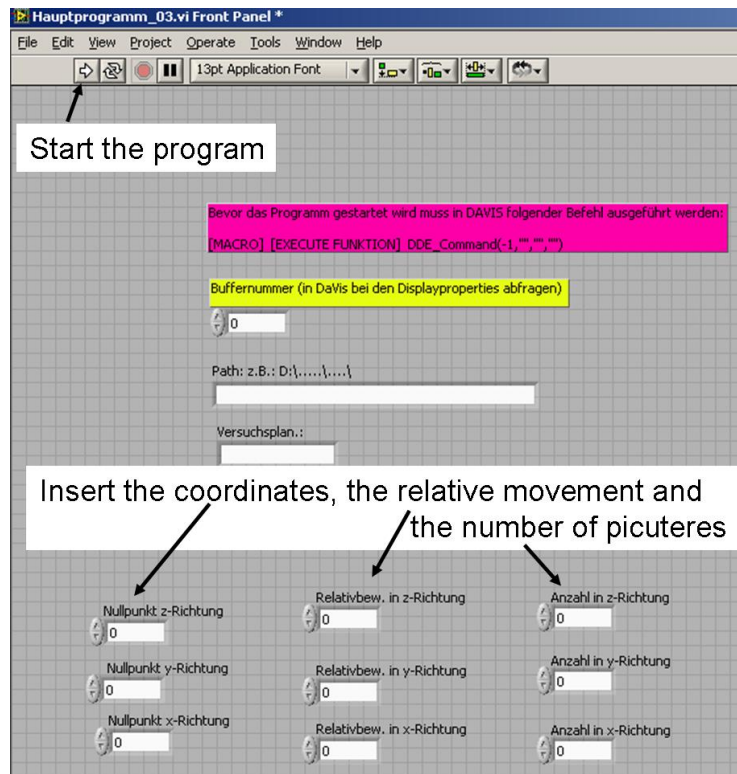 Hauptprogramm_03.vi Front Panel *
File Edit View Project Operate Tools Window Help
13pt Application Font
Start the program
Bevor das Programm gestartet wird muss in DAVIS folgender Befehl ausgeführt werden:
[MACRO] [EXECUTE FUNKTION] DDE_Command(-1,"","","")
Buffernummer (in DaVis bei den Displayproperties abfragen)
0
Path: z.B.: D:\.....\....\
Versuchsplan.:
Insert the coordinates, the relative movement and
the number of picuteres
Nullpunkt z-Richtung Relativbew. in z-Richtung Anzahl in z-Richtung
0 0 0
Nullpunkt y-Richtung Relativbew. in y-Richtung Anzahl in y-Richtung
0 0 0
Nullpunkt x-Richtung Relativbew. in x-Richtung Anzahl in x-Richtung
0 0 0